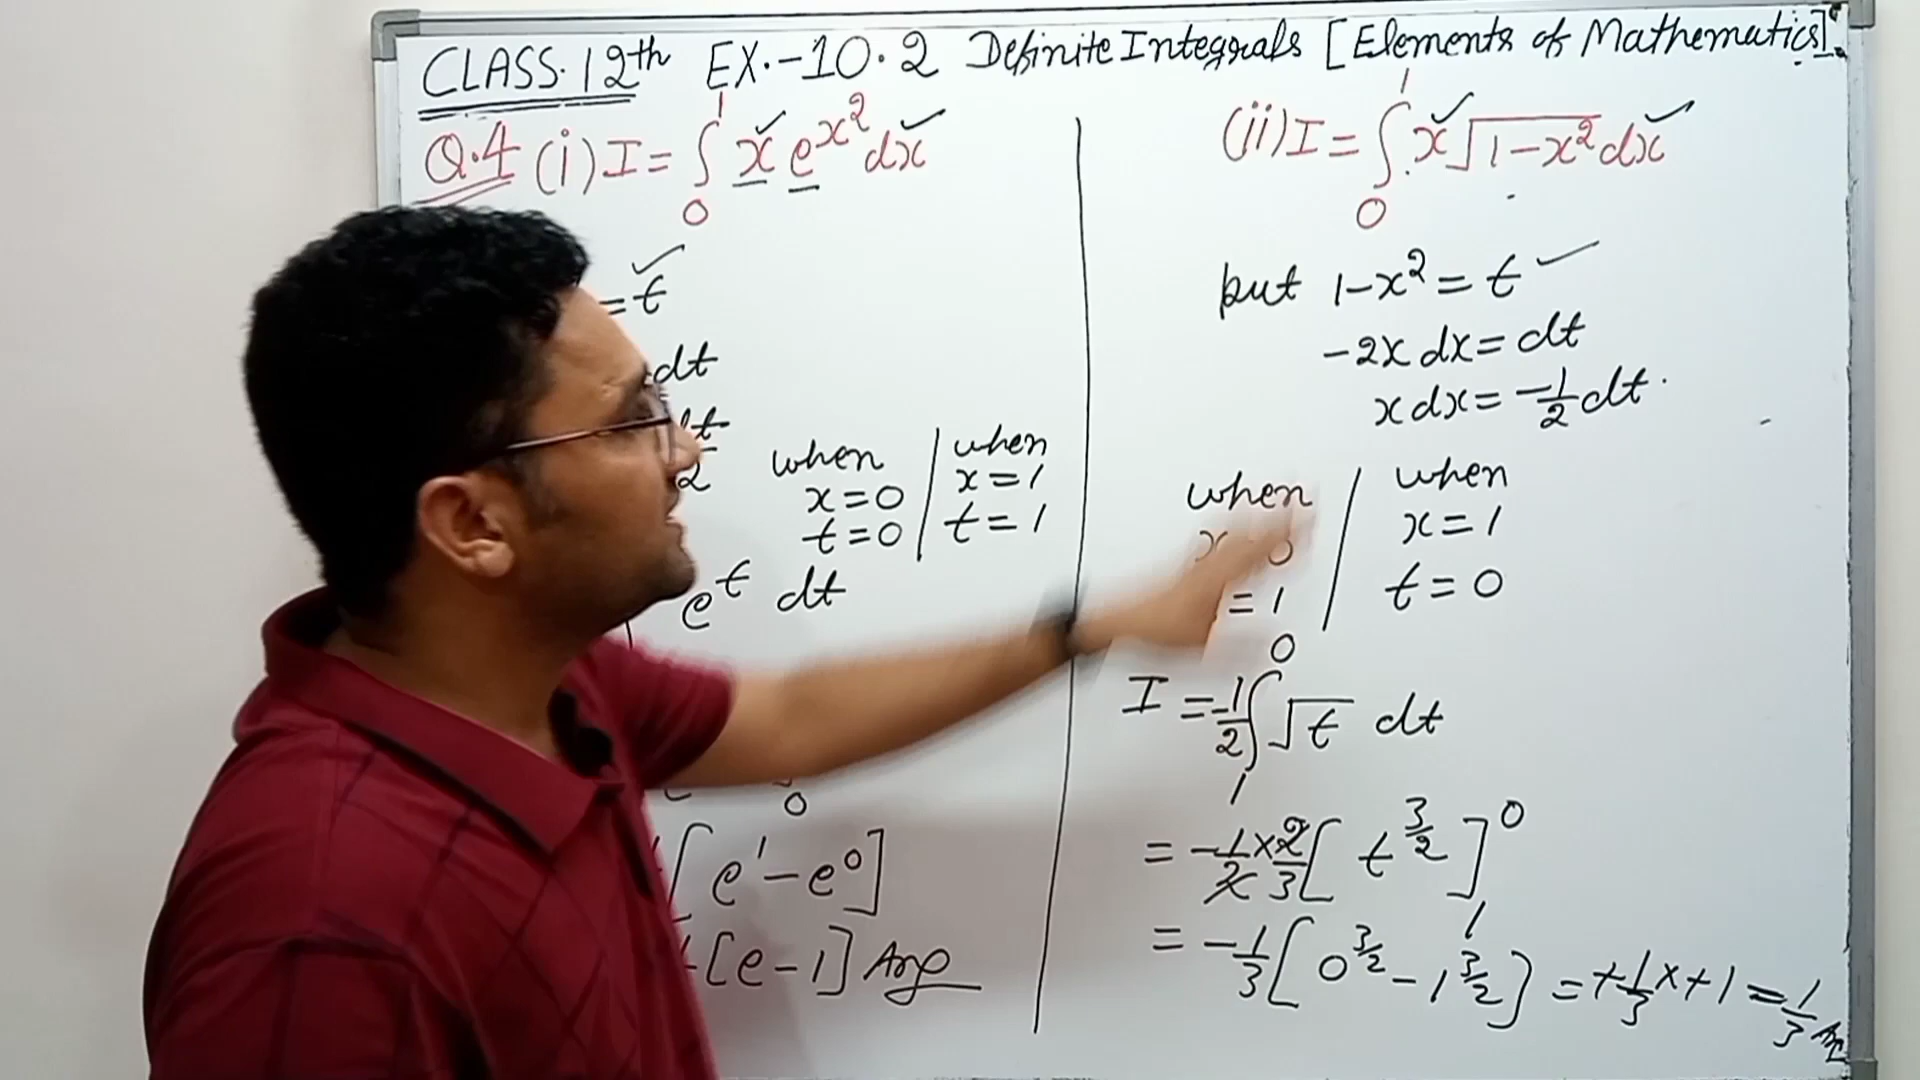 CLASS.12th EX.-10.2 Definite Integrals [Elements of Mathematics]
Q.4 (i) I = ∫₀¹ x e^{x²} dx
= t
dt
dt/2
when x=0 t=0 | when x=1 t=1
e^t dt
0
[e¹ - e⁰]
[e - 1] Ans
(ii) I = ∫₀¹ x √(1-x²) dx
put 1-x² = t
-2x dx = dt
x dx = -1/2 dt.
when x 0 = 1 / when x = 1 t = 0
I = -1/2 ∫₁⁰ √t dt
= -1/2 × 2/3 [t^{3/2}]₁⁰
= -1/3 [0^{3/2} - 1^{3/2}] = +1/3 × +1 = 1/3 Ans